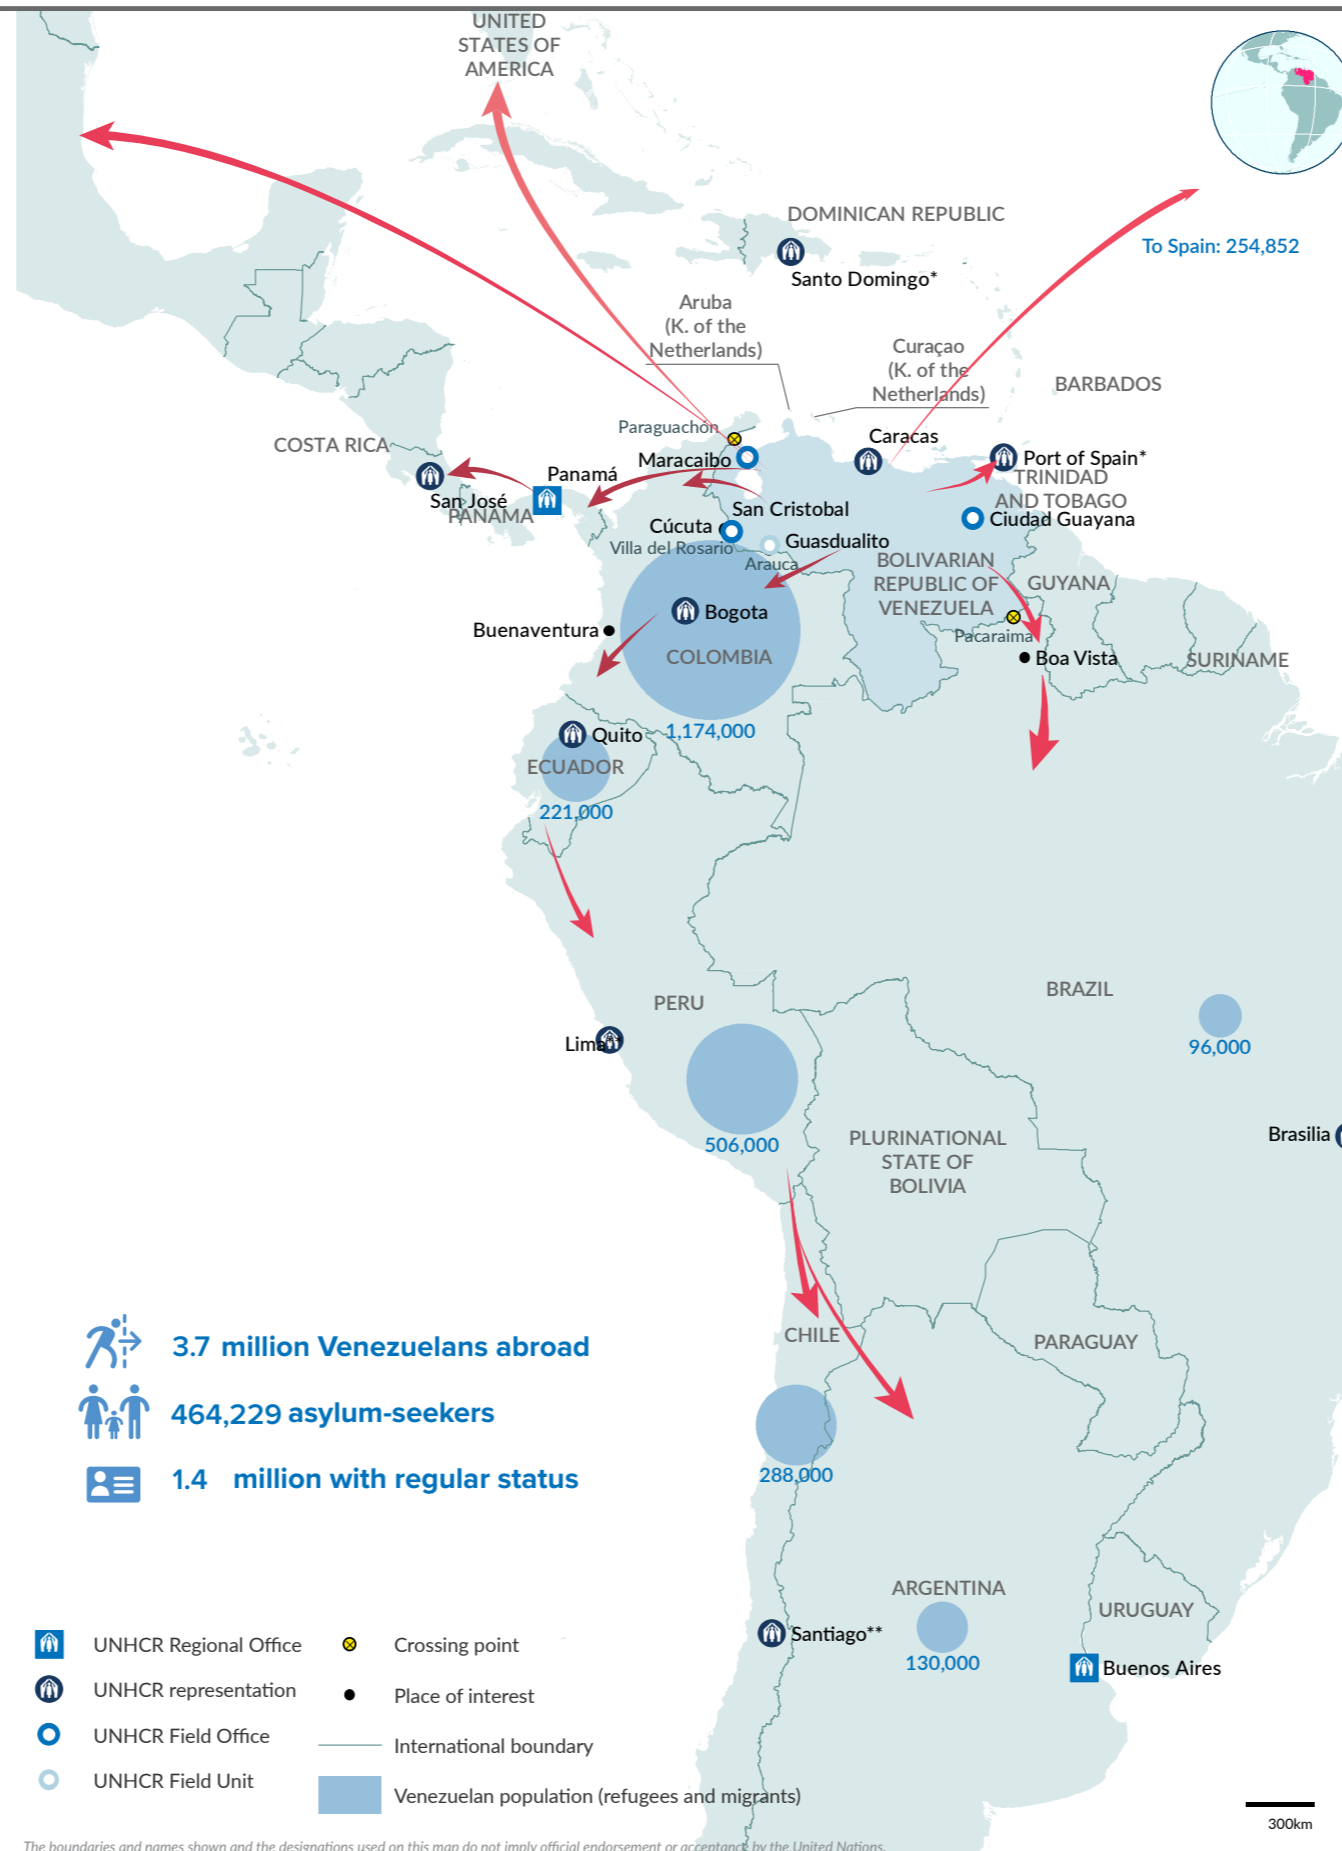 UNITED
STATES OF
AMERICA
DOMINICAN REPUBLIC
To Spain: 254,852
Santo Domingo*
Aruba
(K. of the
Netherlands)
Curaçao
(K. of the
Netherlands)
BARBADOS
Paraguachón
COSTA RICA
Caracas
Maracaibo
Port of Spain*
TRINIDAD
AND TOBAGO
Panamá
San José
PANAMA
San Cristobal
Ciudad Guayana
Cúcuta
Villa del Rosario
Guasdualito
Arauca
BOLIVARIAN
REPUBLIC OF
VENEZUELA
GUYANA
Bogota
Buenaventura
Pacaraima
COLOMBIA
Boa Vista
SURINAME
1,174,000
Quito
ECUADOR
221,000
PERU
BRAZIL
Lima
96,000
506,000
Brasilia
PLURINATIONAL
STATE OF
BOLIVIA
CHILE
PARAGUAY
3.7 million Venezuelans abroad
464,229 asylum-seekers
1.4 million with regular status
288,000
ARGENTINA
URUGUAY
Santiago**
130,000
Buenos Aires
UNHCR Regional Office
UNHCR representation
UNHCR Field Office
UNHCR Field Unit
Crossing point
Place of interest
International boundary
Venezuelan population (refugees and migrants)
300km
The boundaries and names shown and the designations used on this map do not imply official endorsement or acceptance by the United Nations.